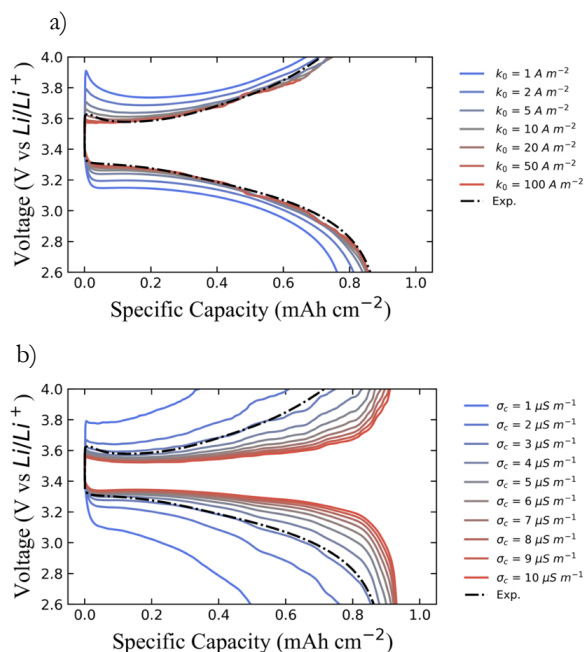 a)
4.0
3.8
3.6
3.4
3.2
3.0
2.8
2.6
Voltage (V vs Li/Li⁺)
0.0 0.2 0.4 0.6 0.8 1.0
Specific Capacity (mAh cm⁻²)
k₀ = 1 A m⁻²
k₀ = 2 A m⁻²
k₀ = 5 A m⁻²
k₀ = 10 A m⁻²
k₀ = 20 A m⁻²
k₀ = 50 A m⁻²
k₀ = 100 A m⁻²
Exp.
b)
4.0
3.8
3.6
3.4
3.2
3.0
2.8
2.6
Voltage (V vs Li/Li⁺)
0.0 0.2 0.4 0.6 0.8 1.0
Specific Capacity (mAh cm⁻²)
σc = 1 μS m⁻¹
σc = 2 μS m⁻¹
σc = 3 μS m⁻¹
σc = 4 μS m⁻¹
σc = 5 μS m⁻¹
σc = 6 μS m⁻¹
σc = 7 μS m⁻¹
σc = 8 μS m⁻¹
σc = 9 μS m⁻¹
σc = 10 μS m⁻¹
Exp.